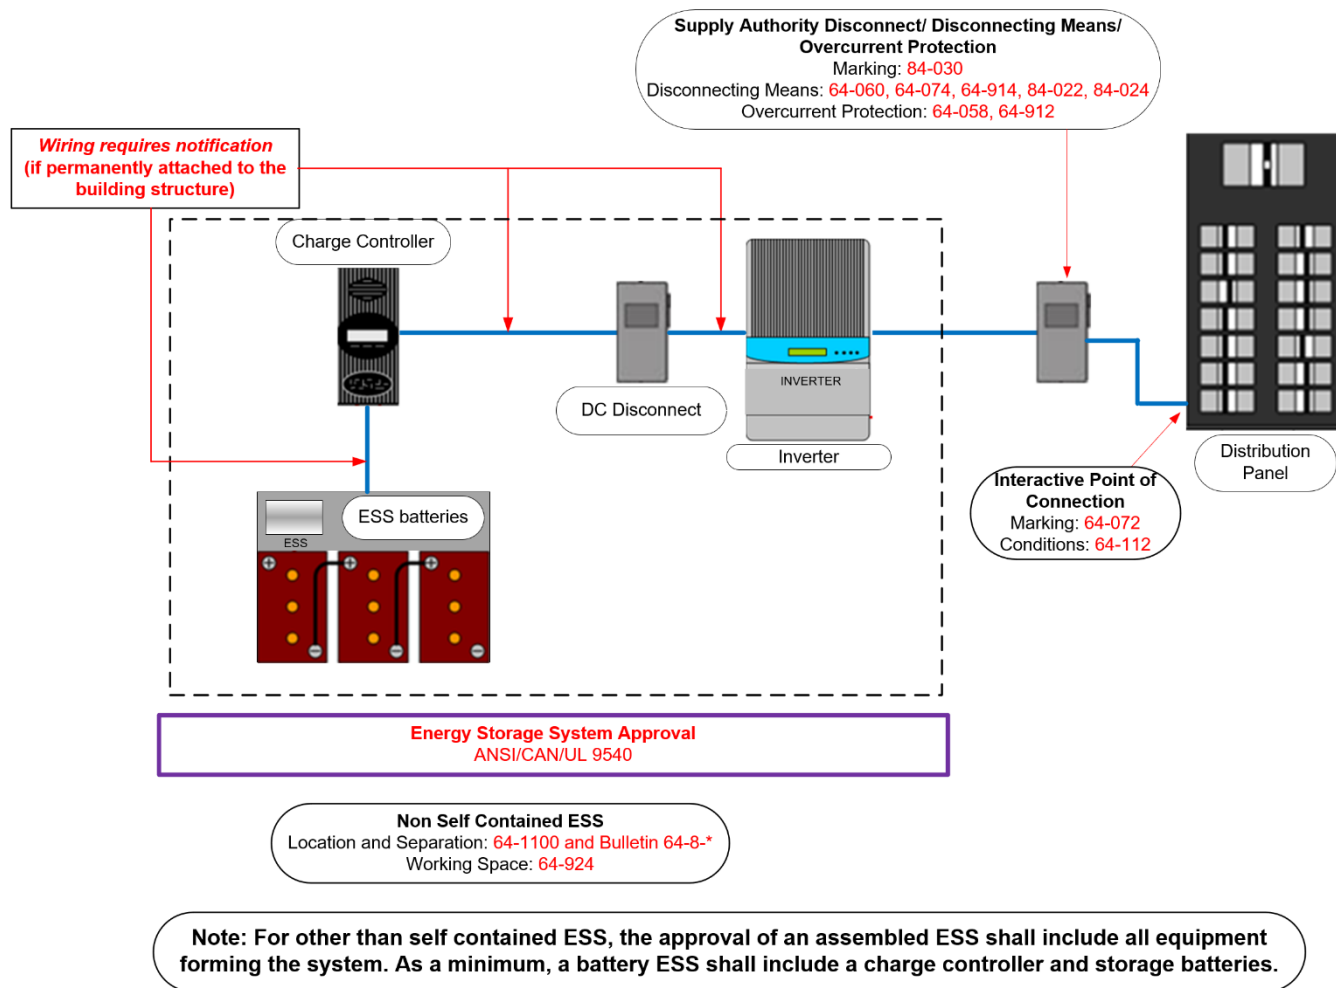 Supply Authority Disconnect/ Disconnecting Means/
Overcurrent Protection
Marking: 84-030
Disconnecting Means: 64-060, 64-074, 64-914, 84-022, 84-024
Overcurrent Protection: 64-058, 64-912
Wiring requires notification
(if permanently attached to the
building structure)
Charge Controller
DC Disconnect
INVERTER
Inverter
Distribution
Panel
Interactive Point of
Connection
Marking: 64-072
Conditions: 64-112
ESS batteries
ESS
Energy Storage System Approval
ANSI/CAN/UL 9540
Non Self Contained ESS
Location and Separation: 64-1100 and Bulletin 64-8-*
Working Space: 64-924
Note: For other than self contained ESS, the approval of an assembled ESS shall include all equipment
forming the system. As a minimum, a battery ESS shall include a charge controller and storage batteries.